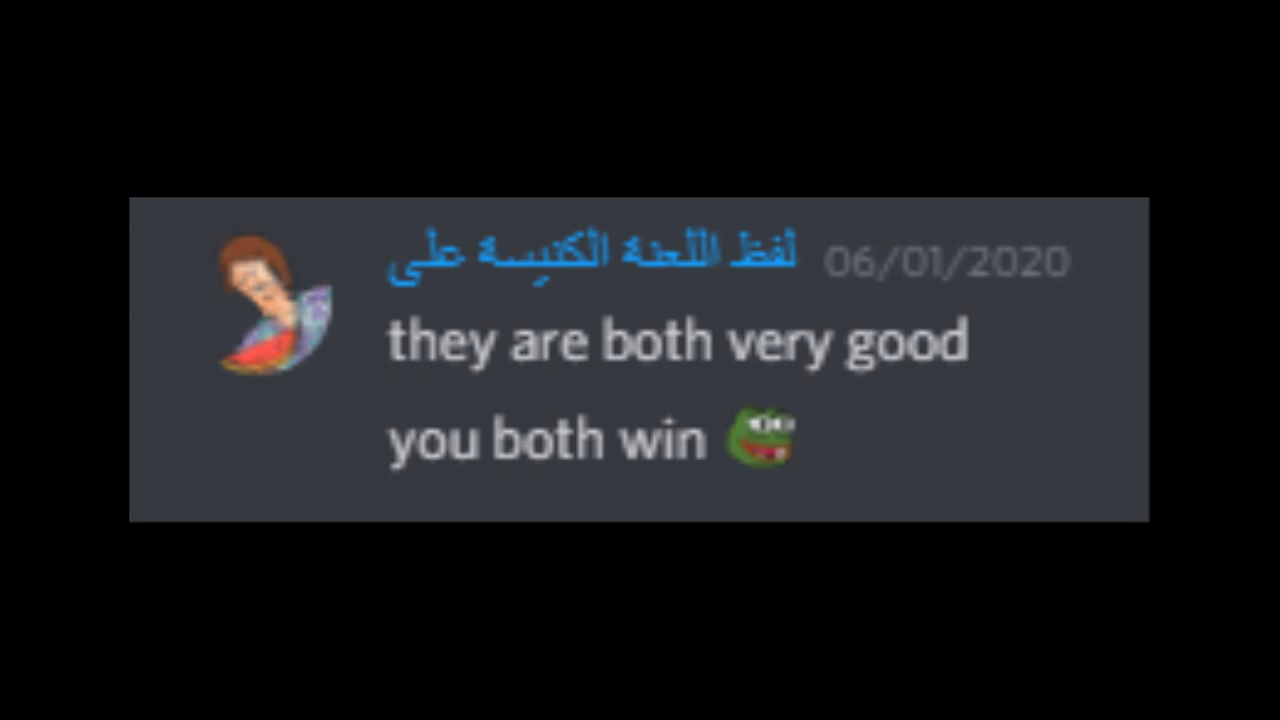 لفظ اللعنة الكنيسة على 06/01/2020
they are both very good
you both win